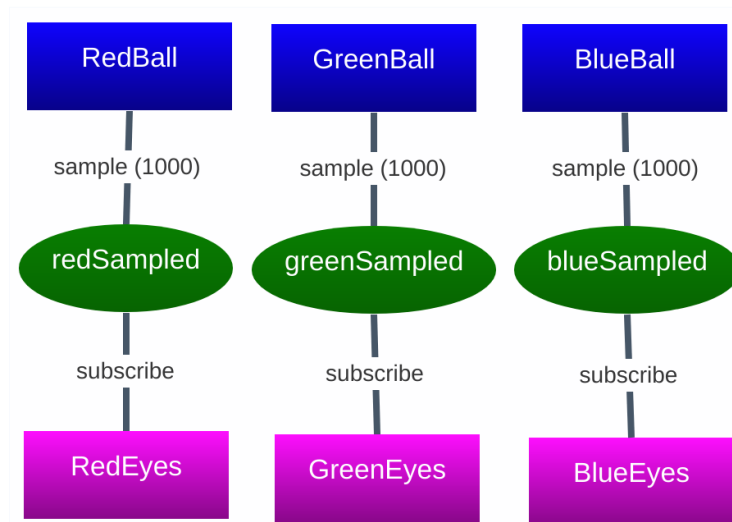 RedBall
GreenBall
BlueBall
sample (1000)
sample (1000)
sample (1000)
redSampled
greenSampled
blueSampled
subscribe
subscribe
subscribe
RedEyes
GreenEyes
BlueEyes